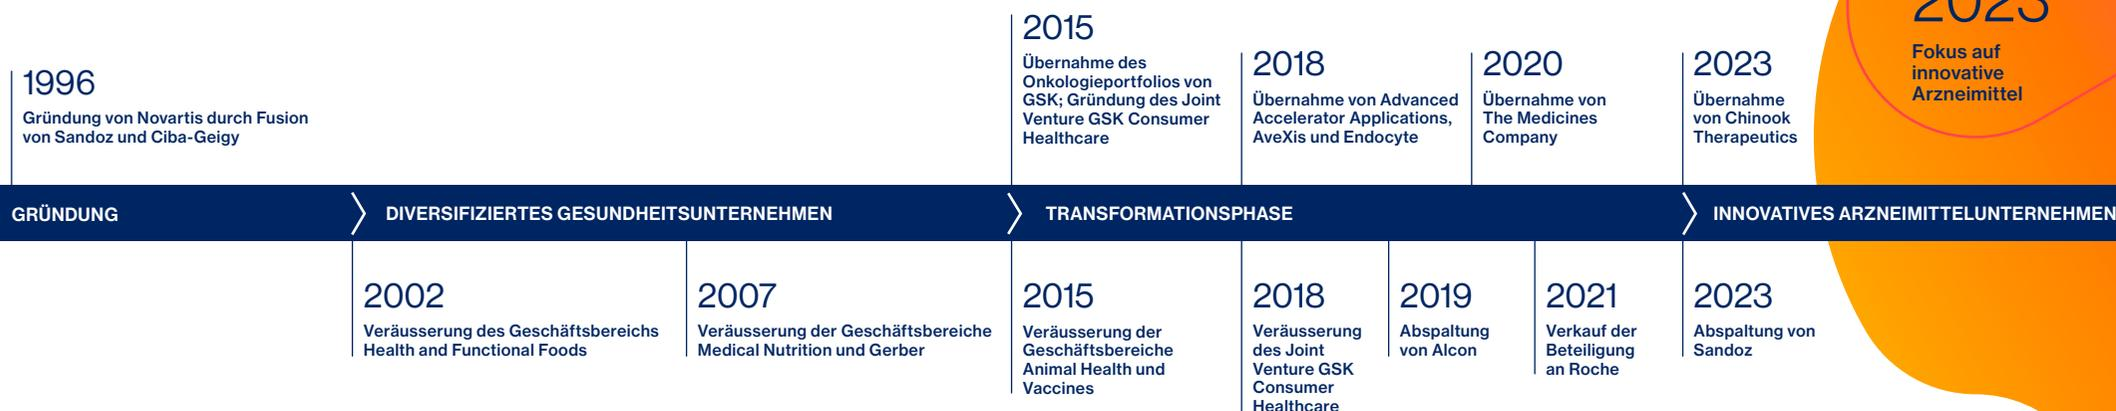 1996
Gründung von Novartis durch Fusion
von Sandoz und Ciba-Geigy
2015
Übernahme des
Onkologieportfolios von
GSK; Gründung des Joint
Venture GSK Consumer
Healthcare
2018
Übernahme von Advanced
Accelerator Applications,
AveXis und Endocyte
2020
Übernahme von
The Medicines
Company
2023
Übernahme
von Chinook
Therapeutics
2023
Fokus auf
innovative
Arzneimittel
GRÜNDUNG
DIVERSIFIZIERTES GESUNDHEITSUNTERNEHMEN
TRANSFORMATIONSPHASE
INNOVATIVES ARZNEIMITTELUNTERNEHMEN
2002
Veräusserung des Geschäftsbereichs
Health and Functional Foods
2007
Veräusserung der Geschäftsbereiche
Medical Nutrition und Gerber
2015
Veräusserung der
Geschäftsbereiche
Animal Health und
Vaccines
2018
Veräusserung
des Joint
Venture GSK
Consumer
Healthcare
2019
Abspaltung
von Alcon
2021
Verkauf der
Beteiligung
an Roche
2023
Abspaltung von
Sandoz